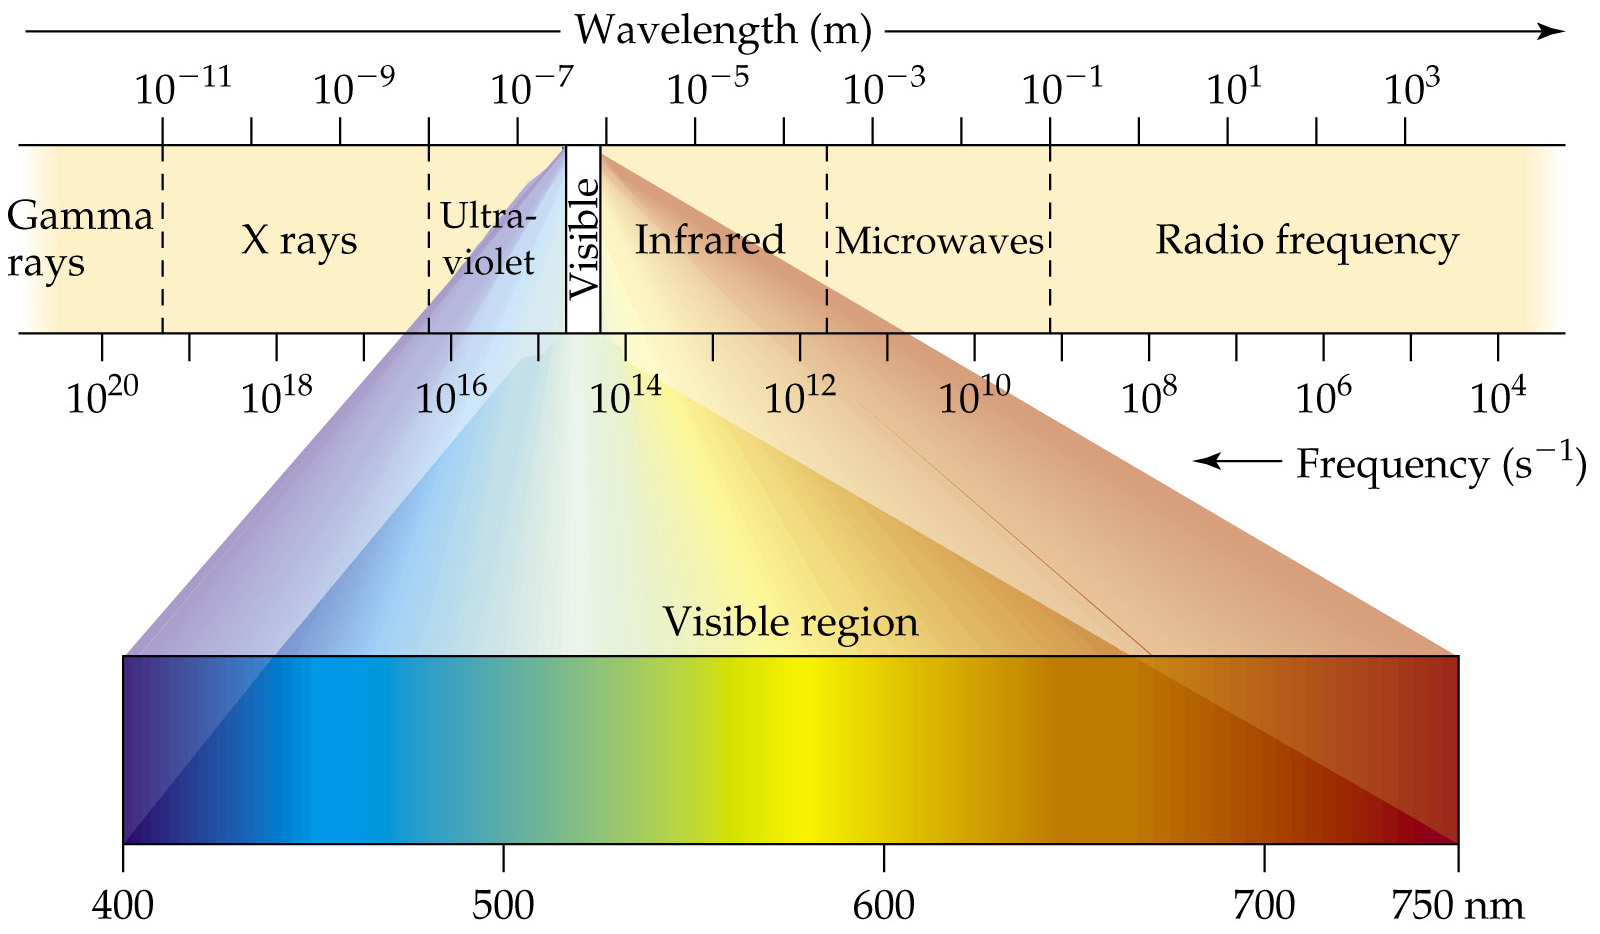 Wavelength (m)
10⁻¹¹ 10⁻⁹ 10⁻⁷ 10⁻⁵ 10⁻³ 10⁻¹ 10¹ 10³
Gamma
rays
X rays
Ultra-
violet
Visible
Infrared
Microwaves
Radio frequency
10²⁰ 10¹⁸ 10¹⁶ 10¹⁴ 10¹² 10¹⁰ 10⁸ 10⁶ 10⁴
Frequency (s⁻¹)
Visible region
400 500 600 700 750 nm